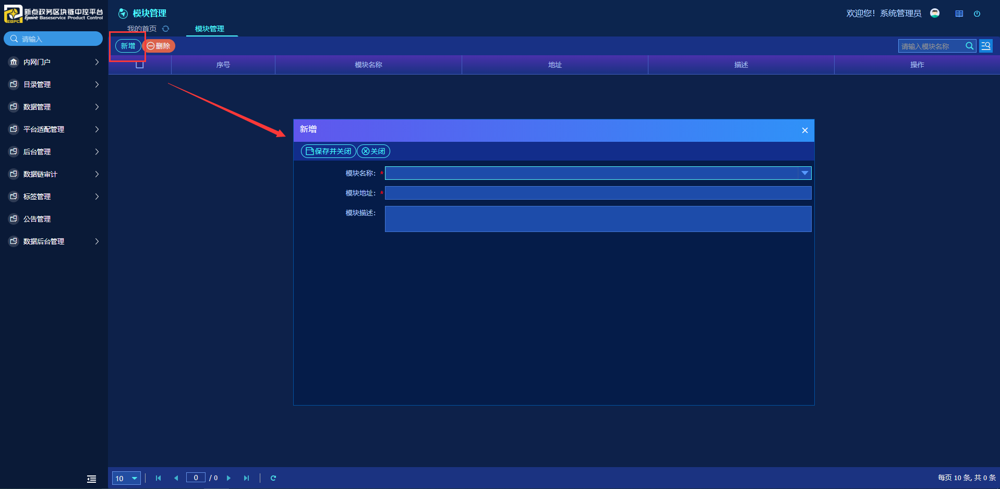 新点政务区块链中控平台
Epoint Baseservice Product Control
EBPC
模块管理
欢迎您！系统管理员
我的首页
模块管理
请输入
新增
删除
请输入模块名称
序号
模块名称
地址
描述
操作
内网门户
目录管理
数据管理
平台适配管理
后台管理
数据链审计
标签管理
公告管理
数据后台管理
新增
保存并关闭
关闭
模块名称：*
模块地址：*
模块描述：
10
0 / 0
每页 10 条, 共 0 条